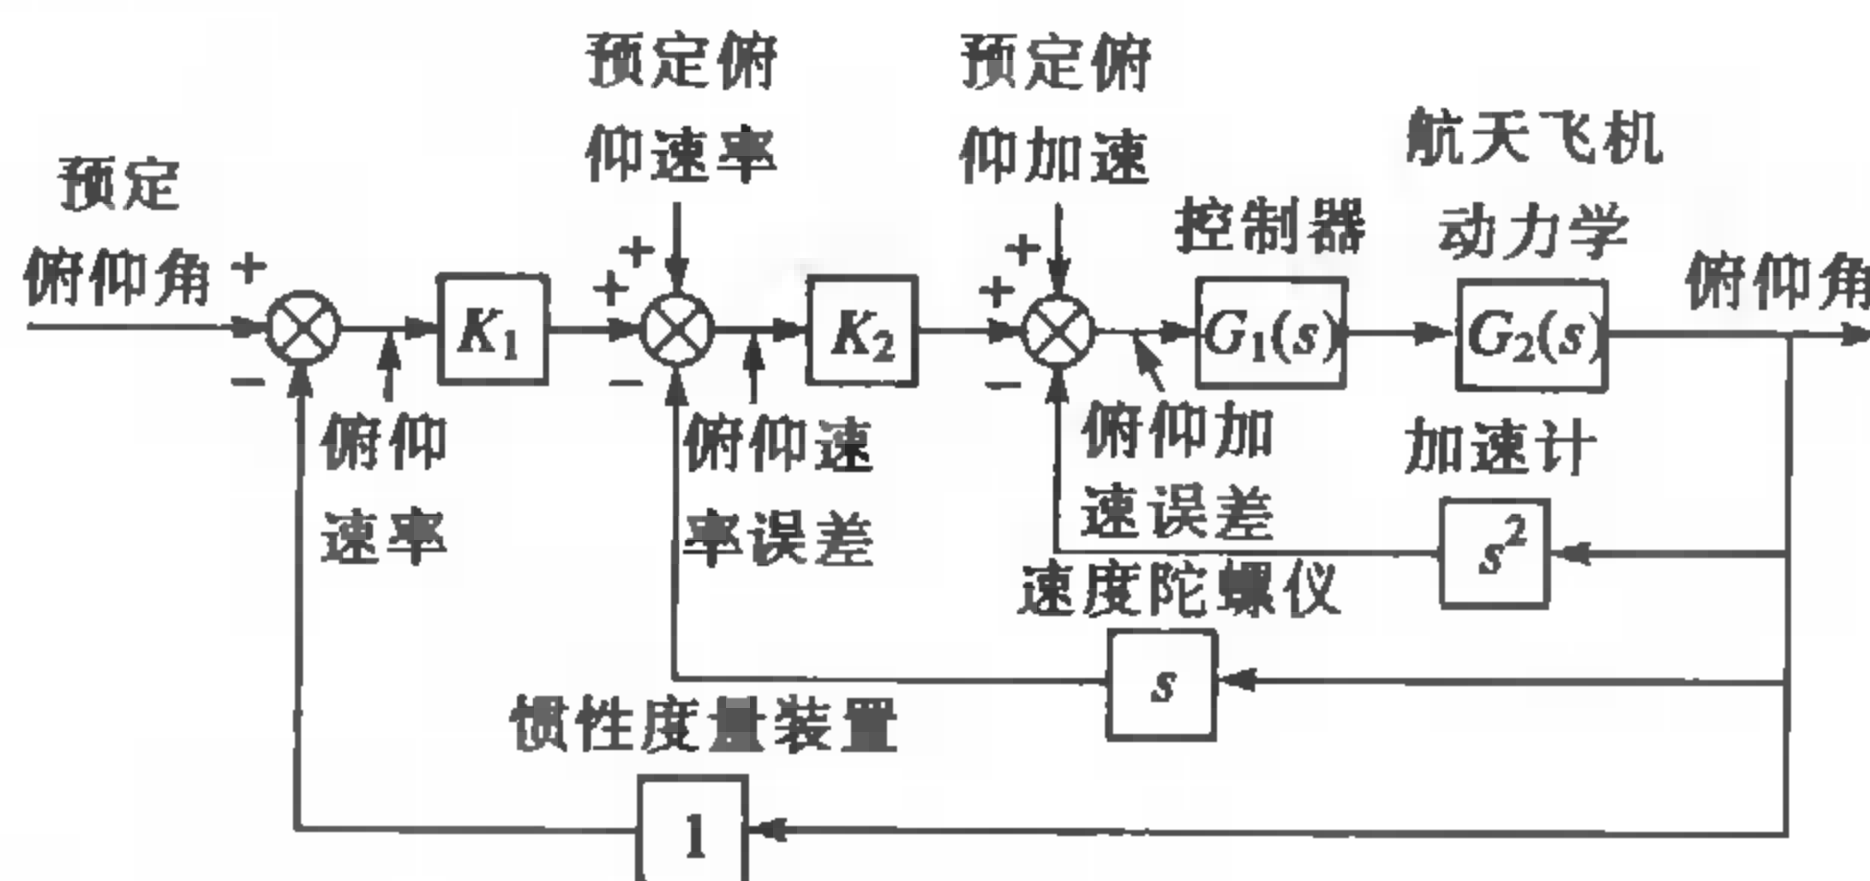 预定俯
仰速率
预定俯
仰加速
航天飞机
动力学
预定
俯仰角
控制器
俯仰角
+
+
+
+
+
K1
K2
G1(s)
G2(s)
−
−
−
俯仰
速率
俯仰速
率误差
俯仰加
速误差
加速计
s²
速度陀螺仪
s
惯性度量装置
1